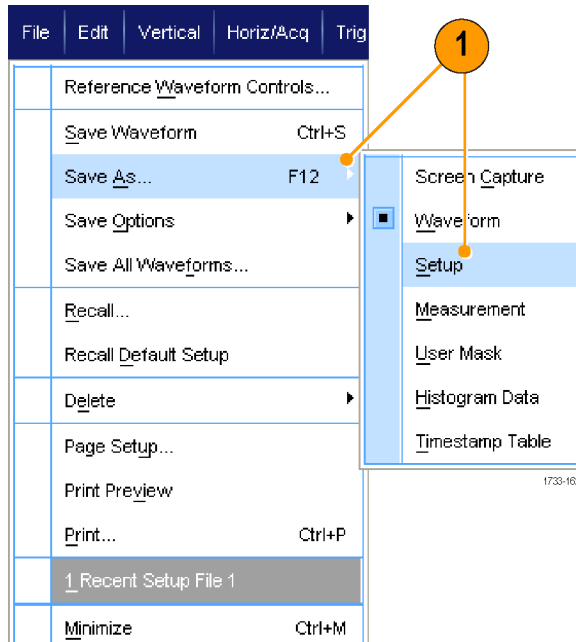 File Edit Vertical Horiz/Acq Trig
1
Reference Waveform Controls...
Save Waveform Ctrl+S
Save As... F12
Save Options
Save All Waveforms...
Recall...
Recall Default Setup
Delete
Page Setup...
Print Preview
Print... Ctrl+P
1 Recent Setup File 1
Minimize Ctrl+M
Screen Capture
Waveform
Setup
Measurement
User Mask
Histogram Data
Timestamp Table